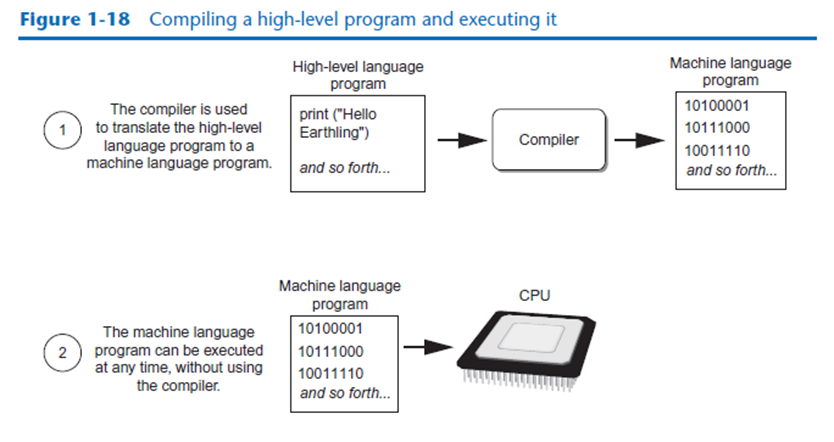 Figure 1-18 Compiling a high-level program and executing it
1
The compiler is used
to translate the high-level
language program to a
machine language program.
High-level language
program
print ("Hello
Earthling")
and so forth...
Compiler
Machine language
program
10100001
10111000
10011110
and so forth...
2
The machine language
program can be executed
at any time, without using
the compiler.
Machine language
program
10100001
10111000
10011110
and so forth...
CPU